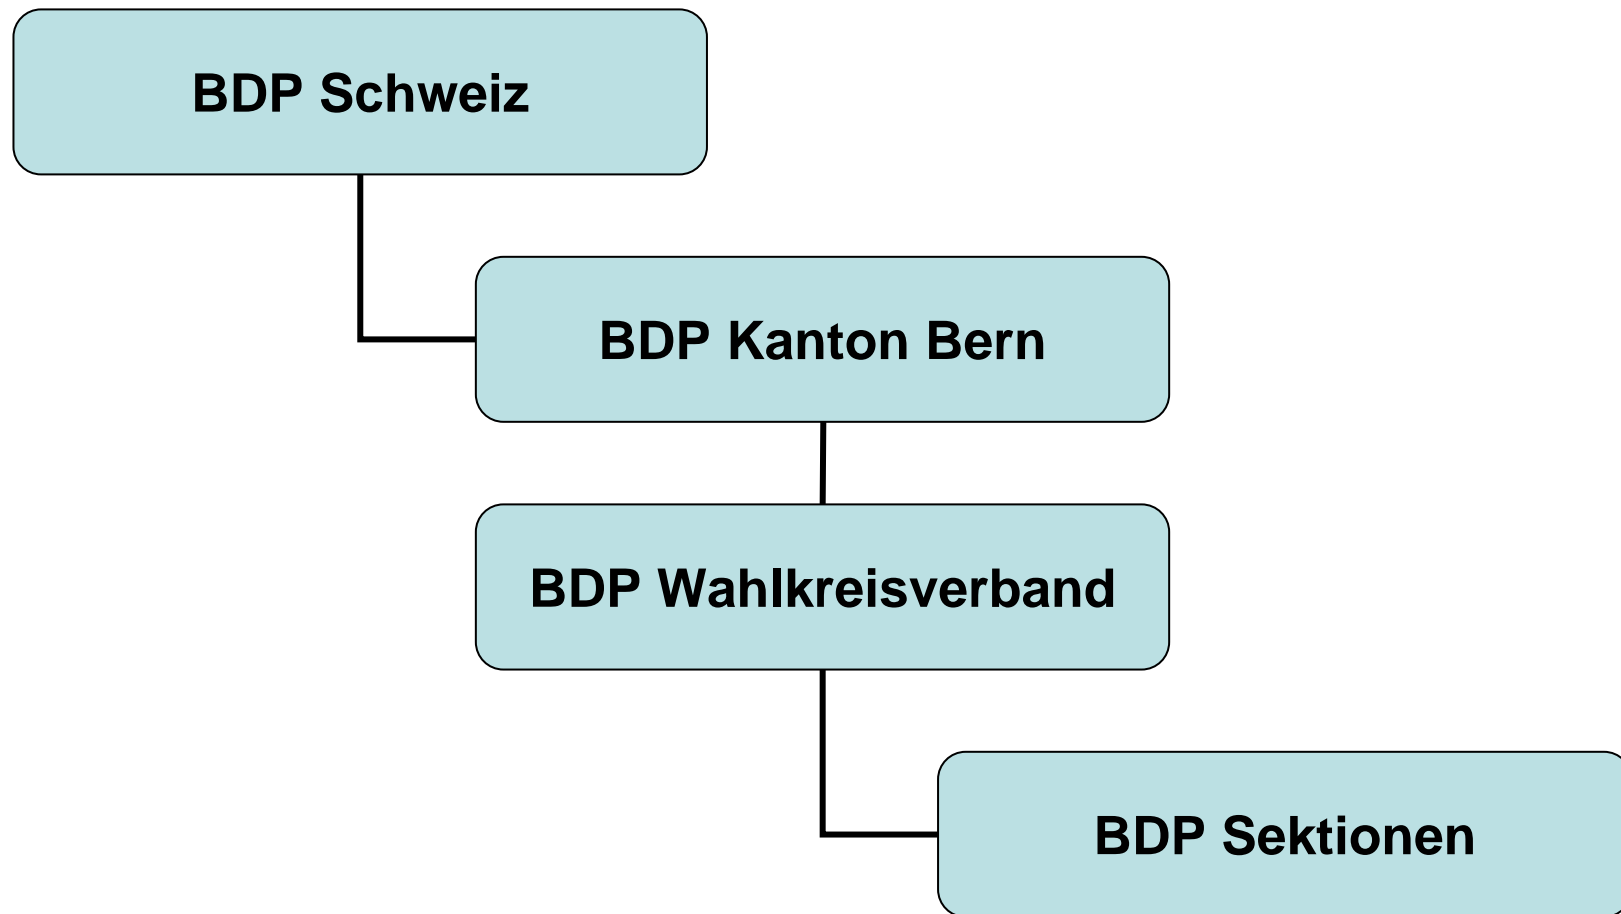 BDP Schweiz
BDP Kanton Bern
BDP Wahlkreisverband
BDP Sektionen